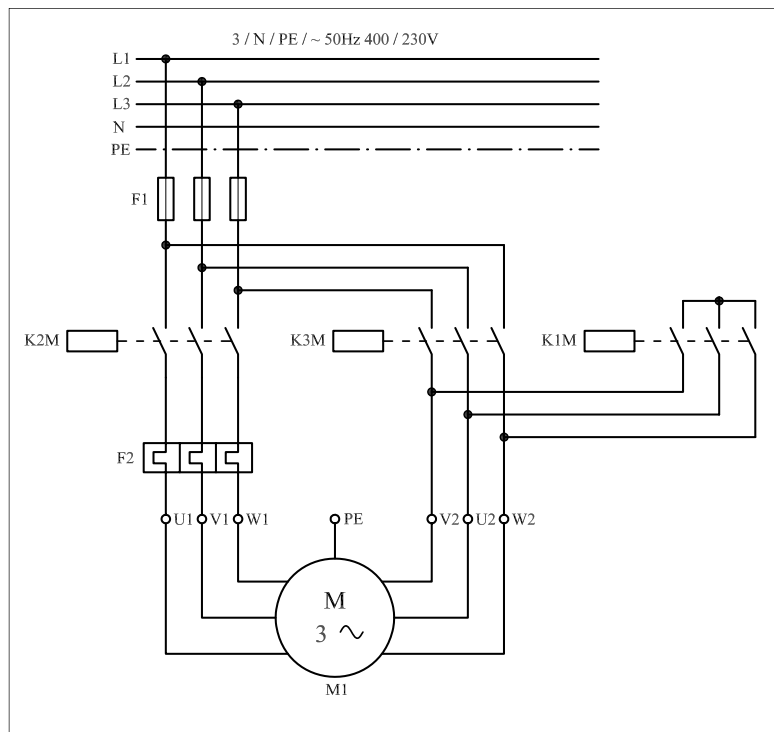 3 / N / PE / ~ 50Hz 400 / 230V
L1
L2
L3
N
PE
F1
K2M
K3M
K1M
F2
U1 V1 W1 PE V2 U2 W2
M
3 ~
M1